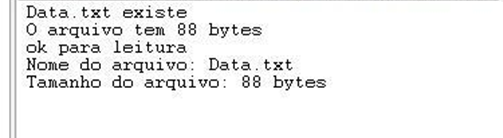 Data.txt existe
O arquivo tem 88 bytes
ok para leitura
Nome do arquivo: Data.txt
Tamanho do arquivo: 88 bytes